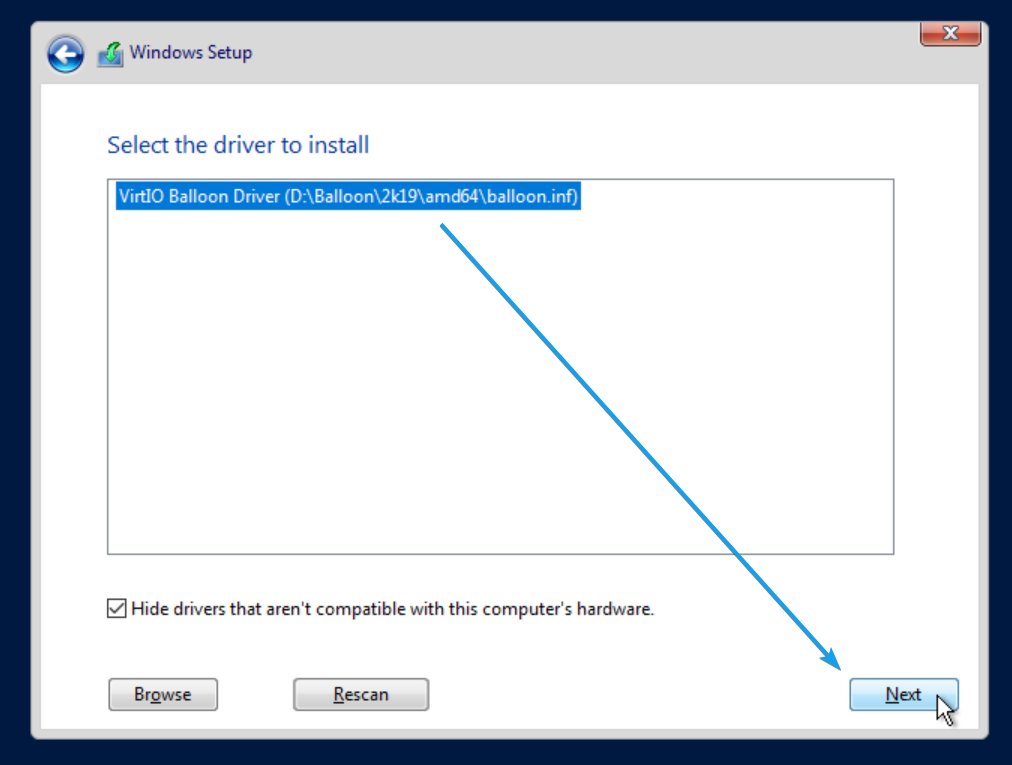 Windows Setup
Select the driver to install
VirtIO Balloon Driver (D:\Balloon\2k19\amd64\balloon.inf)
Hide drivers that aren't compatible with this computer's hardware.
Browse
Rescan
Next